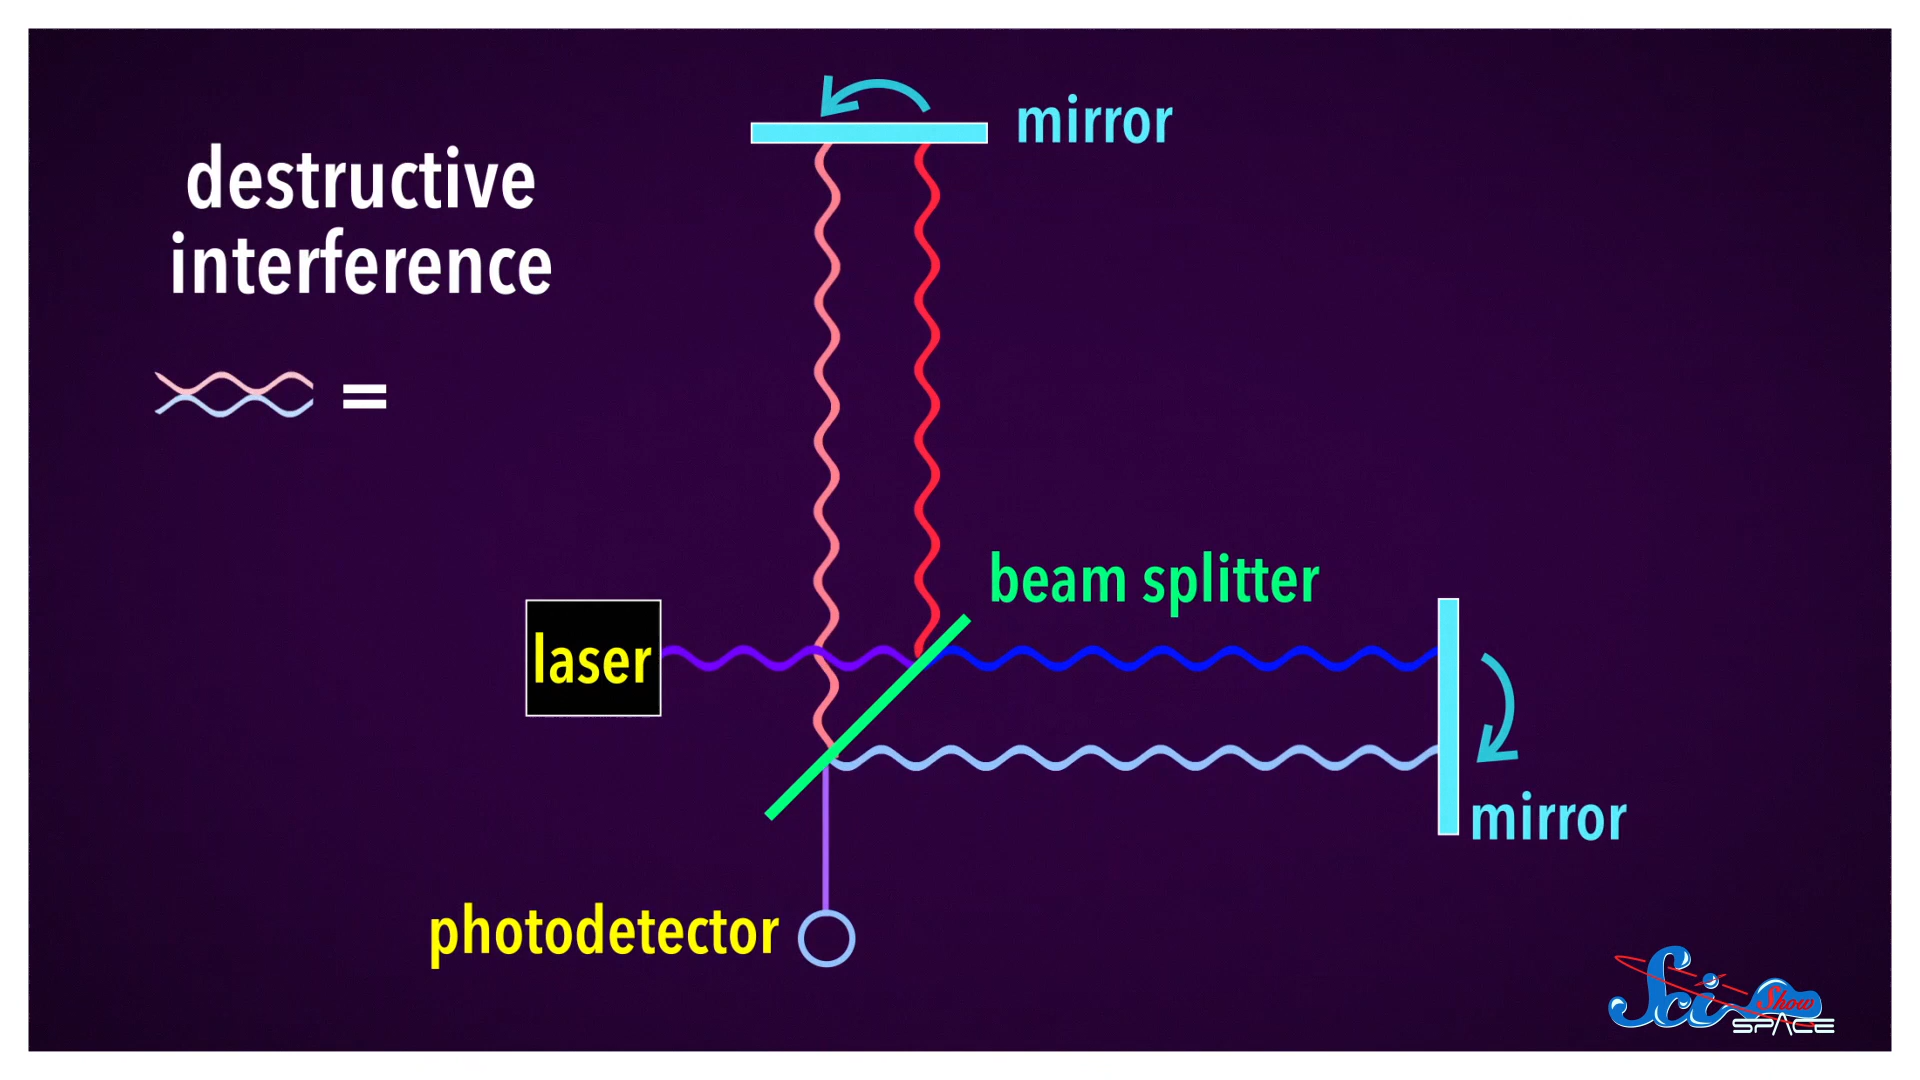 mirror
destructive
interference
=
beam splitter
laser
mirror
photodetector
Sci
Show
SPACE